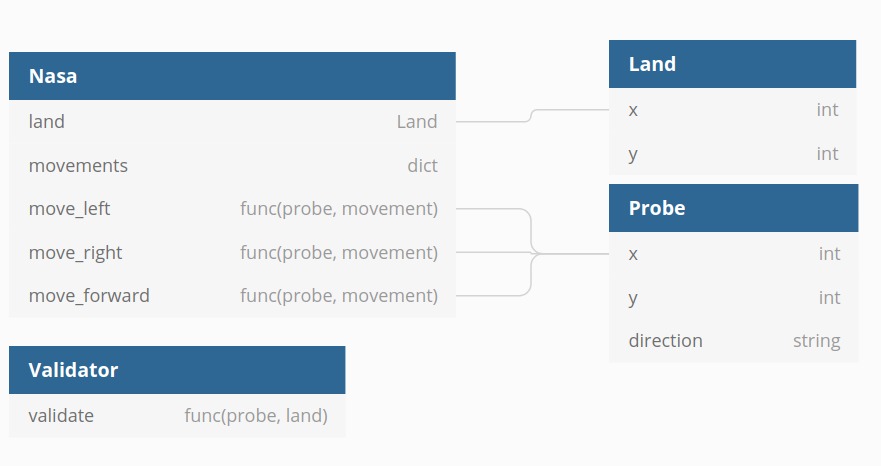 Nasa
land Land
movements dict
move_left func(probe, movement)
move_right func(probe, movement)
move_forward func(probe, movement)
Validator
validate func(probe, land)
Land
x int
y int
Probe
x int
y int
direction string